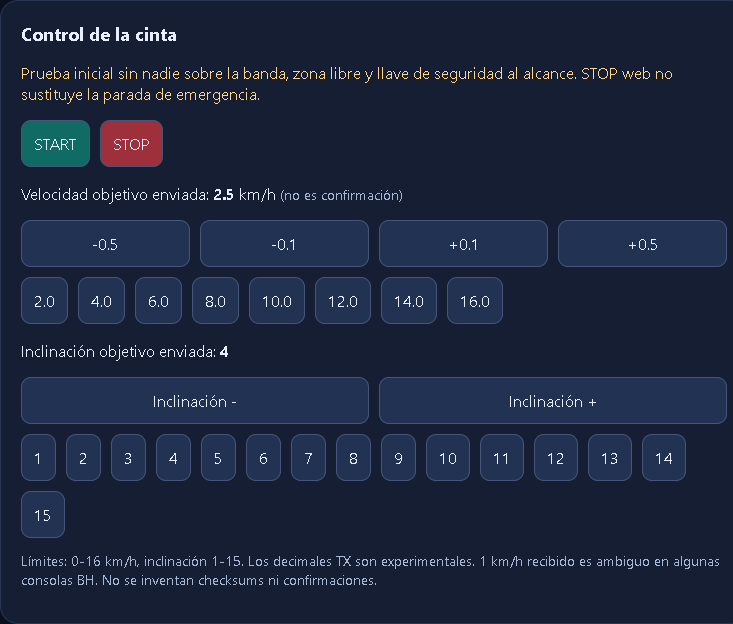 Control de la cinta
Prueba inicial sin nadie sobre la banda, zona libre y llave de seguridad al alcance. STOP web no
sustituye la parada de emergencia.
START STOP
Velocidad objetivo enviada: 2.5 km/h (no es confirmación)
-0.5 -0.1 +0.1 +0.5
2.0 4.0 6.0 8.0 10.0 12.0 14.0 16.0
Inclinación objetivo enviada: 4
Inclinación - Inclinación +
1 2 3 4 5 6 7 8 9 10 11 12 13 14
15
Límites: 0-16 km/h, inclinación 1-15. Los decimales TX son experimentales. 1 km/h recibido es ambiguo en algunas
consolas BH. No se inventan checksums ni confirmaciones.